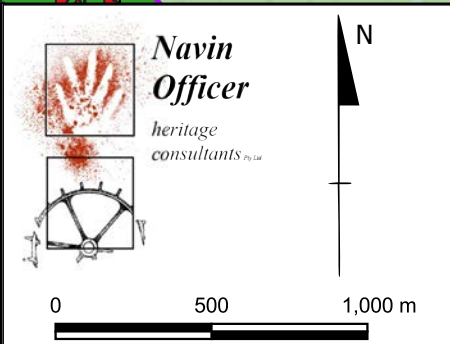 Navin
Officer
heritage
consultants Pty Ltd
N
0 500 1,000 m